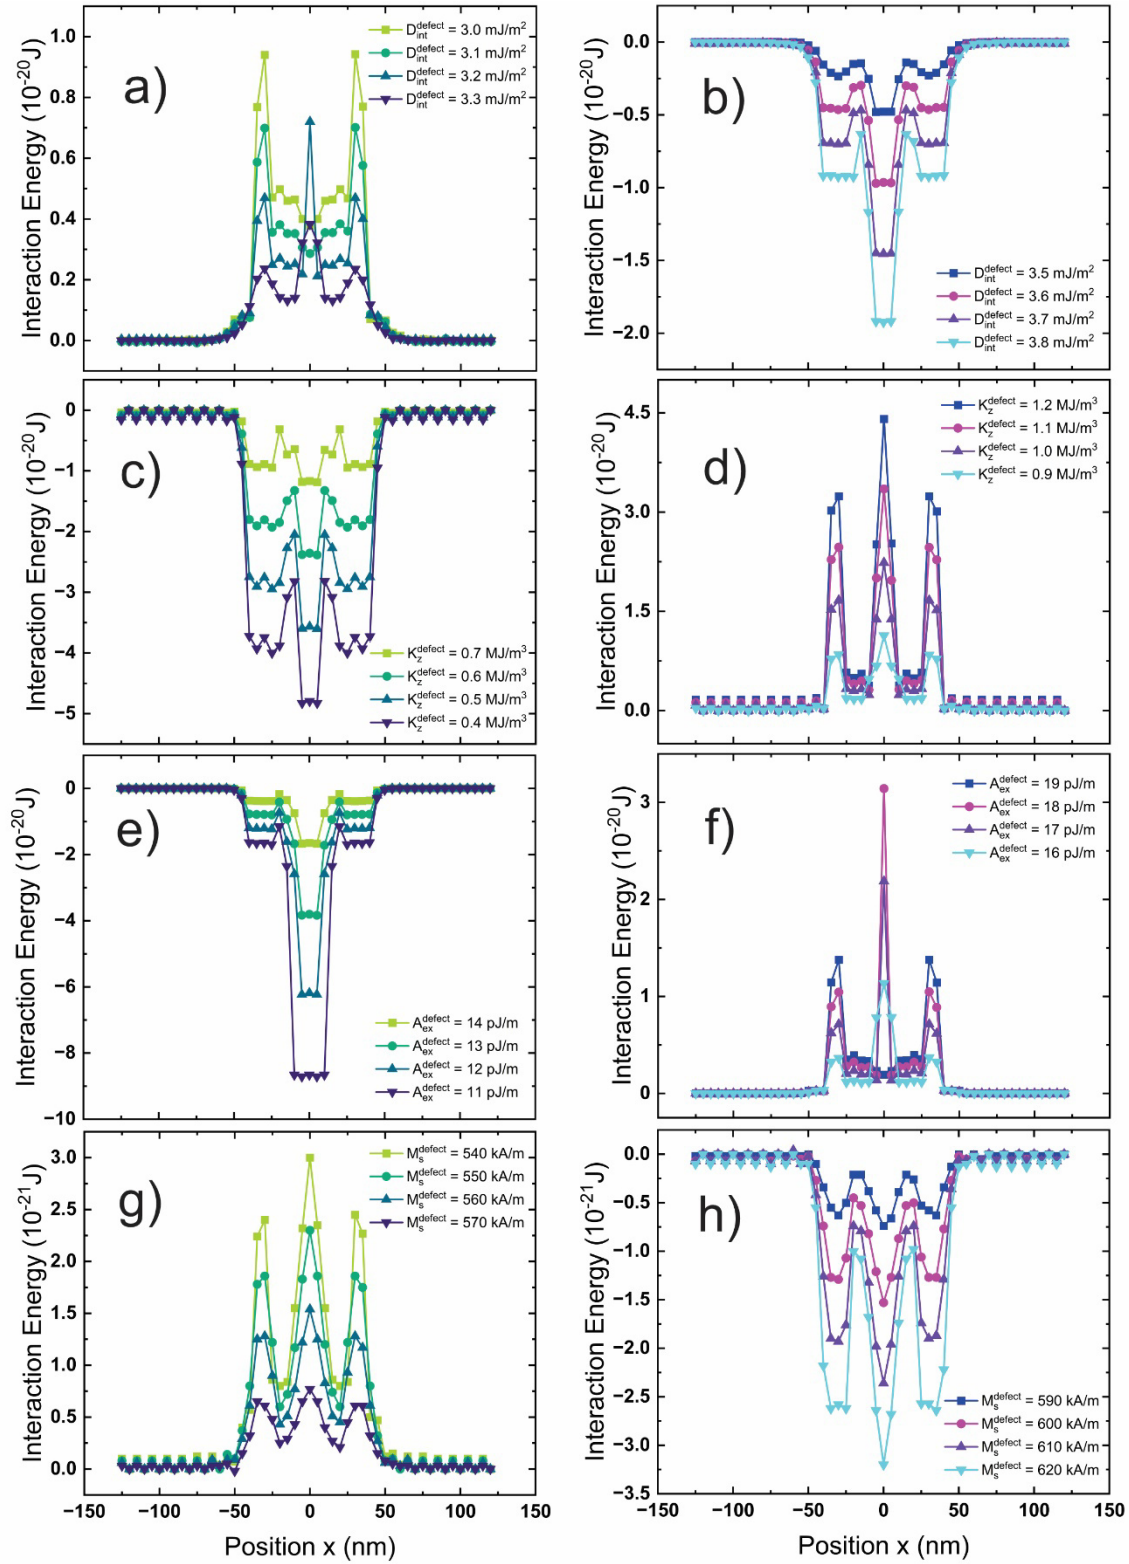 a)
Interaction Energy (10⁻²⁰J)
1.0
0.8
0.6
0.4
0.2
0.0
D_int^defect = 3.0 mJ/m²
D_int^defect = 3.1 mJ/m²
D_int^defect = 3.2 mJ/m²
D_int^defect = 3.3 mJ/m²
b)
Interaction Energy (10⁻²⁰J)
0.0
−0.5
−1.0
−1.5
−2.0
D_int^defect = 3.5 mJ/m²
D_int^defect = 3.6 mJ/m²
D_int^defect = 3.7 mJ/m²
D_int^defect = 3.8 mJ/m²
c)
Interaction Energy (10⁻²⁰J)
0
−1
−2
−3
−4
−5
K_z^defect = 0.7 MJ/m³
K_z^defect = 0.6 MJ/m³
K_z^defect = 0.5 MJ/m³
K_z^defect = 0.4 MJ/m³
d)
Interaction Energy (10⁻²⁰J)
4.5
3.0
1.5
0.0
K_z^defect = 1.2 MJ/m³
K_z^defect = 1.1 MJ/m³
K_z^defect = 1.0 MJ/m³
K_z^defect = 0.9 MJ/m³
e)
Interaction Energy (10⁻²⁰J)
0
−2
−4
−6
−8
−10
A_ex^defect = 14 pJ/m
A_ex^defect = 13 pJ/m
A_ex^defect = 12 pJ/m
A_ex^defect = 11 pJ/m
f)
Interaction Energy (10⁻²⁰J)
3
2
1
0
A_ex^defect = 19 pJ/m
A_ex^defect = 18 pJ/m
A_ex^defect = 17 pJ/m
A_ex^defect = 16 pJ/m
g)
Interaction Energy (10⁻²¹J)
3.0
2.5
2.0
1.5
1.0
0.5
0.0
M_s^defect = 540 kA/m
M_s^defect = 550 kA/m
M_s^defect = 560 kA/m
M_s^defect = 570 kA/m
−150 −100 −50 0 50 100 150
Position x (nm)
h)
Interaction Energy (10⁻²¹J)
0.0
−0.5
−1.0
−1.5
−2.0
−2.5
−3.0
−3.5
M_s^defect = 590 kA/m
M_s^defect = 600 kA/m
M_s^defect = 610 kA/m
M_s^defect = 620 kA/m
−150 −100 −50 0 50 100 150
Position x (nm)